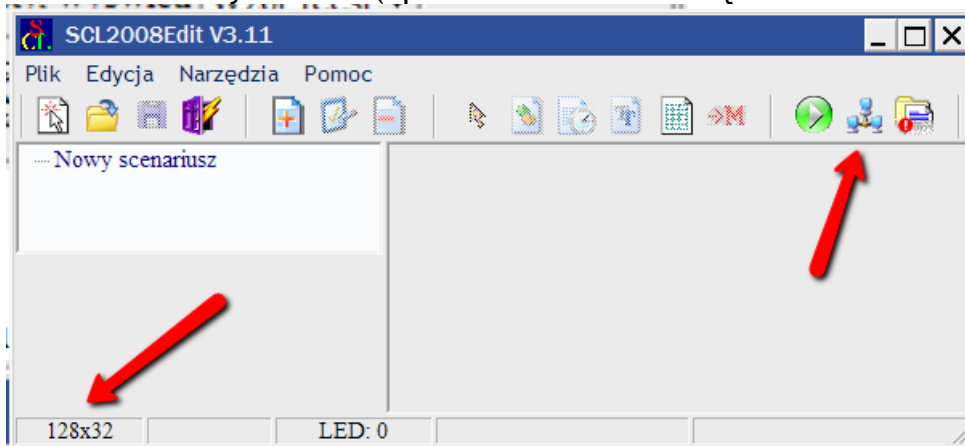 SCL2008Edit V3.11
Plik Edycja Narzędzia Pomoc
Nowy scenariusz
128x32 LED: 0